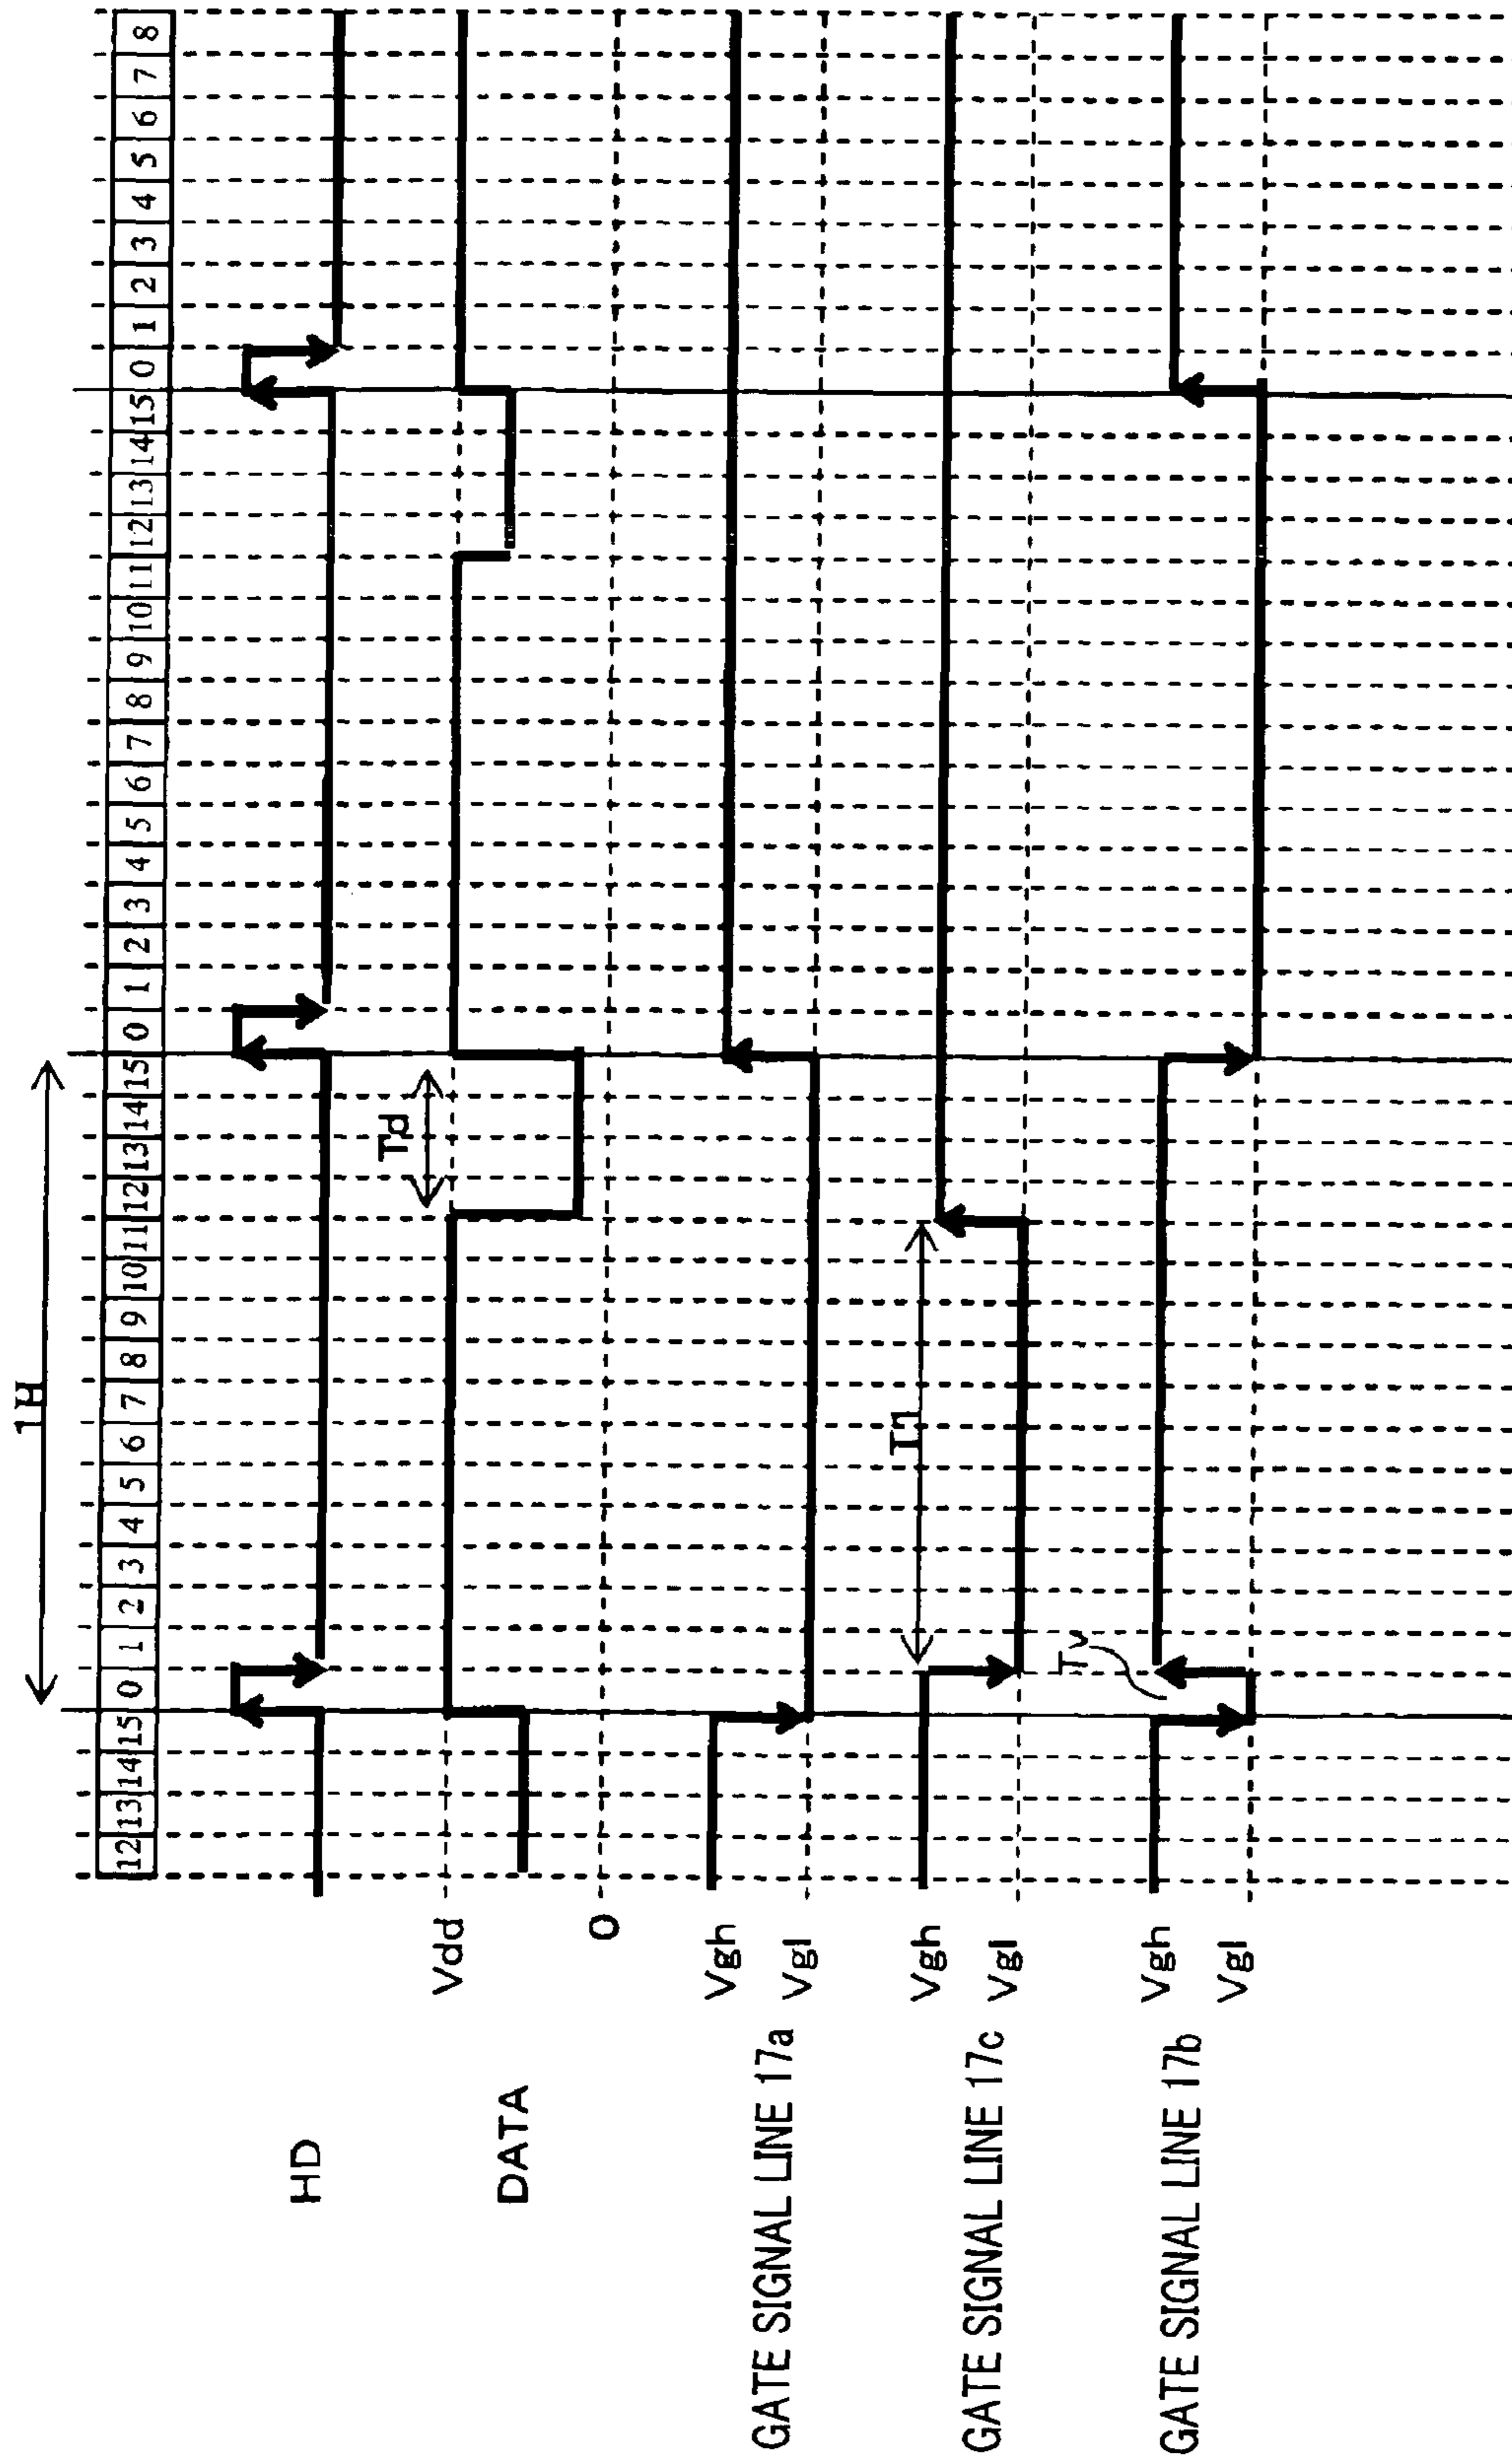 1H
12 13 14 15 0 1 2 3 4 5 6 7 8 9 10 11 12 13 14 15 0 1 2 3 4 5 6 7 8 9 10 11 12 13 14 15 0 1 2 3 4 5 6 7 8
HD
Td
Vdd
DATA
0
Vgh
GATE SIGNAL LINE 17a
Vgl
T1
Vgh
GATE SIGNAL LINE 17c
Vgl
Tv
Vgh
GATE SIGNAL LINE 17b
Vgl